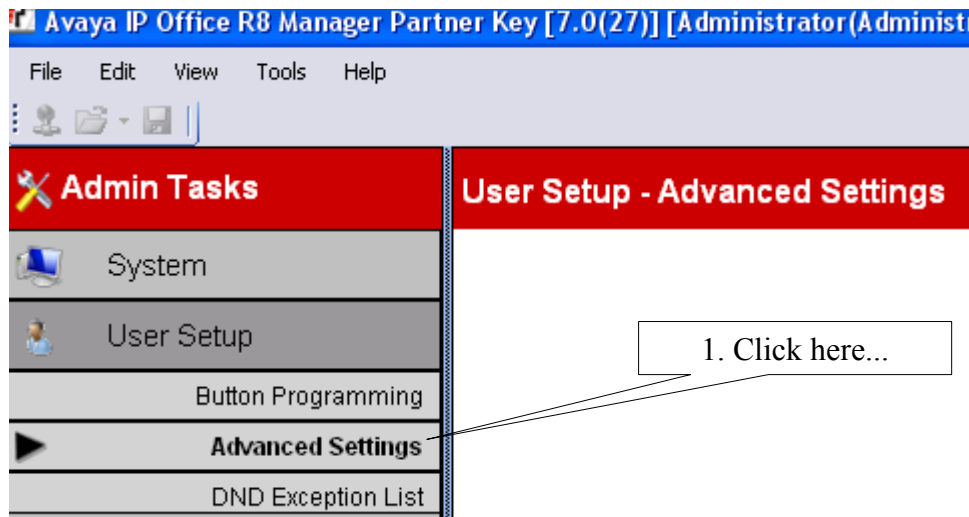 Avaya IP Office R8 Manager Partner Key [7.0(27)] [Administrator(Administr
File Edit View Tools Help
Admin Tasks
User Setup - Advanced Settings
System
User Setup
1. Click here...
Button Programming
Advanced Settings
DND Exception List